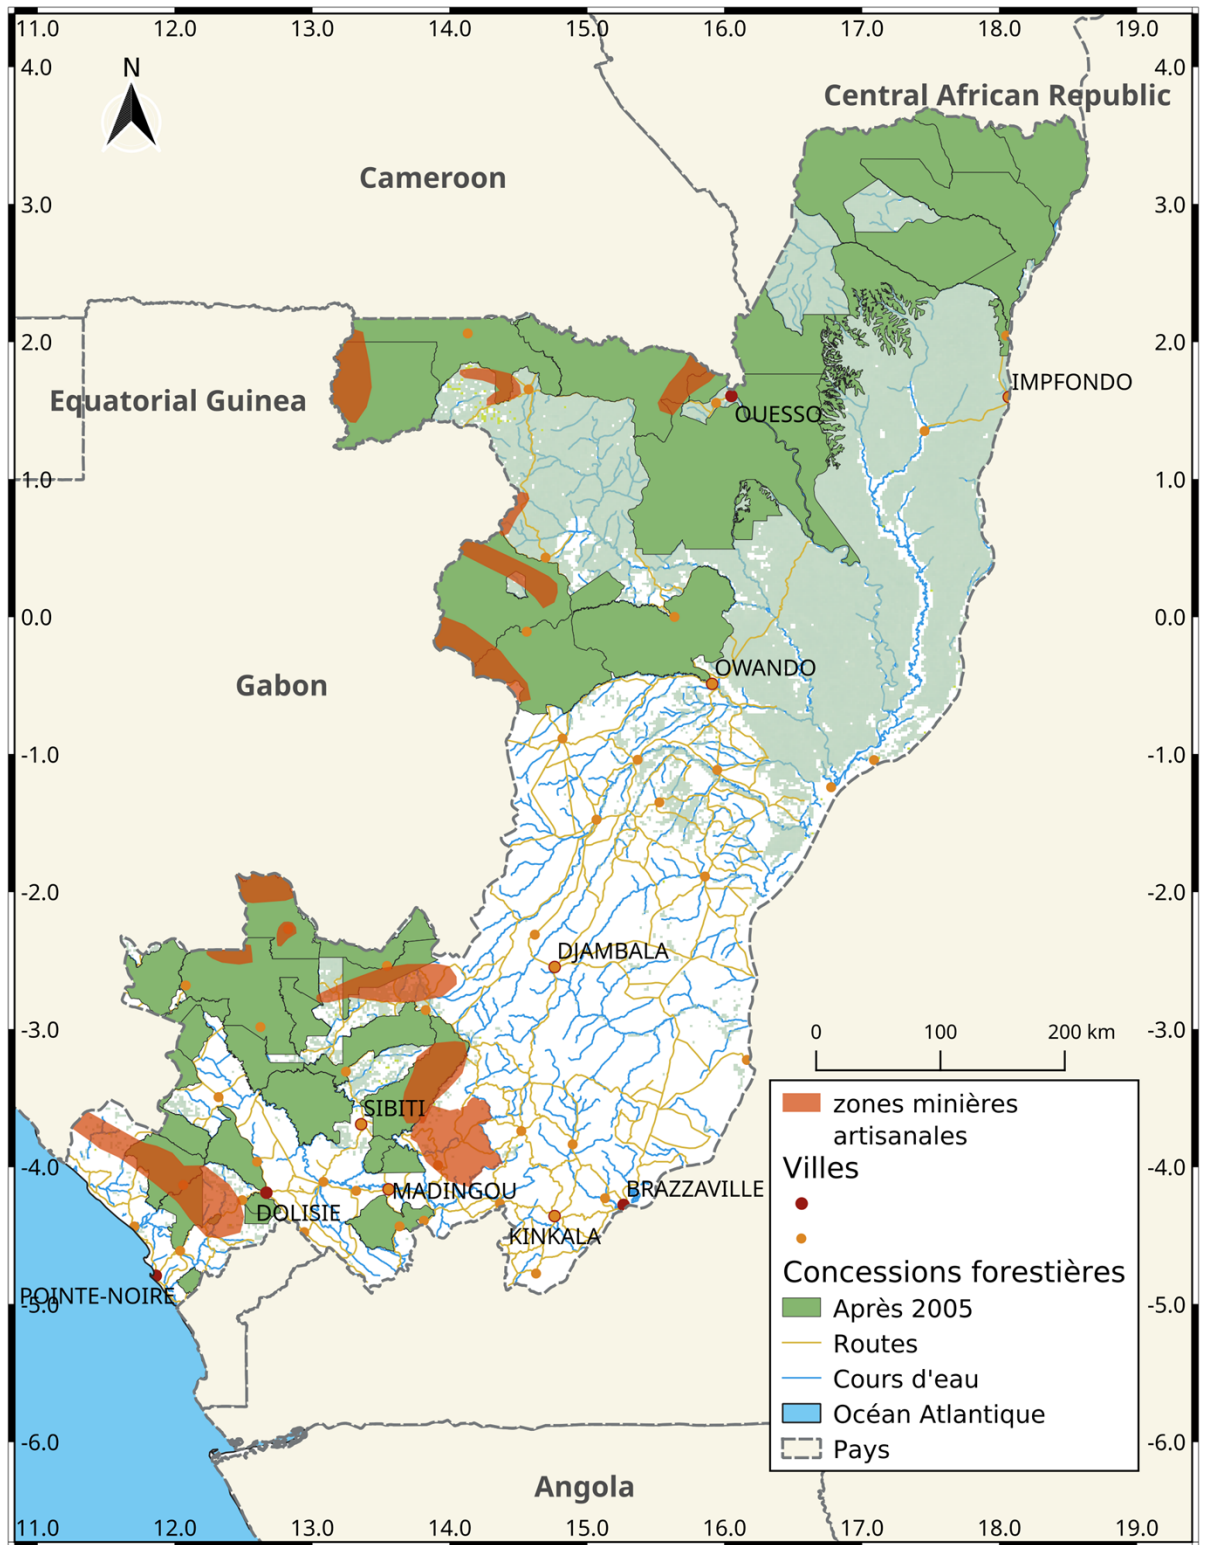 11.0 12.0 13.0 14.0 15.0 16.0 17.0 18.0 19.0
4.0 4.0
N
Central African Republic
Cameroon
3.0 3.0
2.0 2.0
IMPFONDO
Equatorial Guinea
OUESSO
1.0 1.0
0.0 0.0
OWANDO
Gabon
-1.0 -1.0
-2.0 -2.0
DJAMBALA
-3.0 -3.0
0 100 200 km
SIBITI
-4.0 -4.0
MADINGOU
BRAZZAVILLE
DOLISIE
KINKALA
POINTE-NOIRE
-5.0 -5.0
zones minières
artisanales
Villes
Concessions forestières
Après 2005
Routes
Cours d'eau
Océan Atlantique
Pays
-6.0 -6.0
Angola
11.0 12.0 13.0 14.0 15.0 16.0 17.0 18.0 19.0